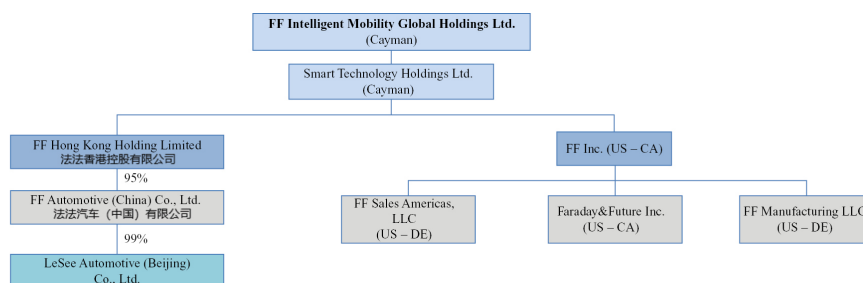 FF Intelligent Mobility Global Holdings Ltd.
(Cayman)
Smart Technology Holdings Ltd.
(Cayman)
FF Hong Kong Holding Limited
法法香港控股有限公司
FF Inc. (US – CA)
95%
FF Automotive (China) Co., Ltd.
法法汽车（中国）有限公司
FF Sales Americas,
LLC
(US – DE)
Faraday&Future Inc.
(US – CA)
FF Manufacturing LLC
(US – DE)
99%
LeSee Automotive (Beijing)
Co., Ltd.